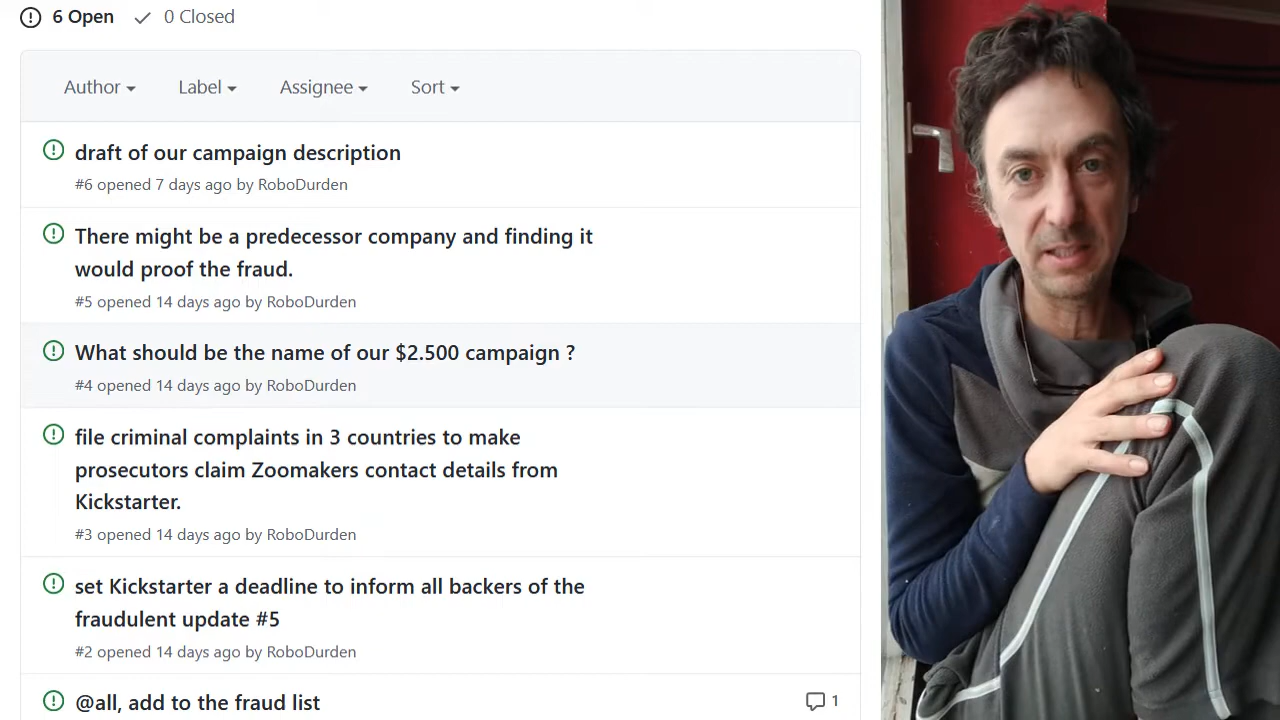 6 Open 0 Closed
Author Label Assignee Sort
draft of our campaign description
#6 opened 7 days ago by RoboDurden
There might be a predecessor company and finding it
would proof the fraud.
#5 opened 14 days ago by RoboDurden
What should be the name of our $2.500 campaign ?
#4 opened 14 days ago by RoboDurden
file criminal complaints in 3 countries to make
prosecutors claim Zoomakers contact details from
Kickstarter.
#3 opened 14 days ago by RoboDurden
set Kickstarter a deadline to inform all backers of the
fraudulent update #5
#2 opened 14 days ago by RoboDurden
@all, add to the fraud list 1